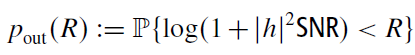 p_out(R) := ℙ{log(1 + |h|²SNR) < R}